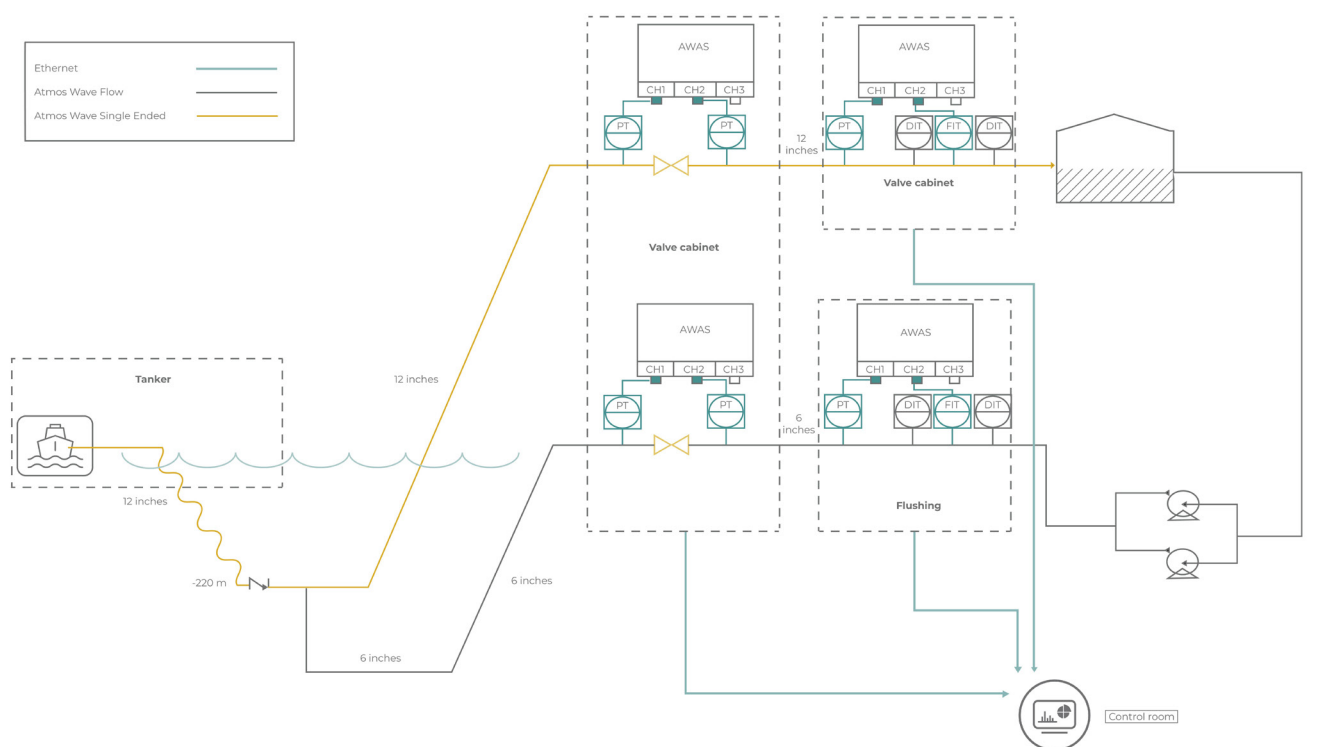 Ethernet
Atmos Wave Flow
Atmos Wave Single Ended
AWAS
CH1 CH2 CH3
PT
PT
12
inches
AWAS
CH1 CH2 CH3
PT DIT FIT DIT
Valve cabinet
Valve cabinet
AWAS
CH1 CH2 CH3
PT
PT
6
inches
AWAS
CH1 CH2 CH3
PT DIT FIT DIT
Flushing
Tanker
12 inches
12 inches
-220 m
6 inches
6 inches
Control room